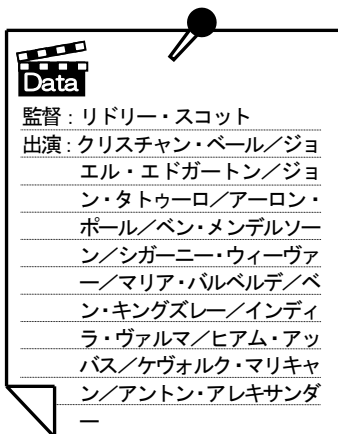 Data
監督：リドリー・スコット
出演：クリスチャン・ベール／ジョ
エル・エドガートン／ジョ
ン・タトゥーロ／アーロン・
ポール／ベン・メンデルソー
ン／シガーニー・ウィーヴァ
ー／マリア・バルベルデ／ベ
ン・キングズレー／インディ
ラ・ヴァルマ／ヒアム・アッ
バス／ケヴォルク・マリキャ
ン／アントン・アレキサンダ
ー